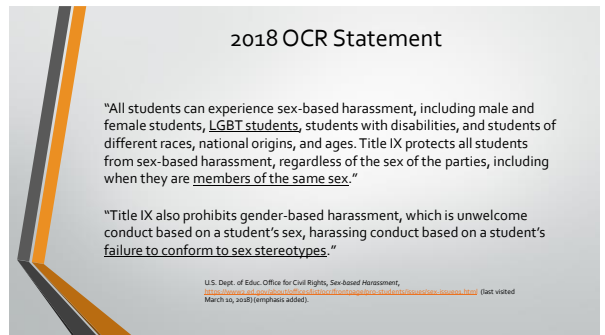 2018 OCR Statement
“All students can experience sex-based harassment, including male and
female students, LGBT students, students with disabilities, and students of
different races, national origins, and ages. Title IX protects all students
from sex-based harassment, regardless of the sex of the parties, including
when they are members of the same sex.”
“Title IX also prohibits gender-based harassment, which is unwelcome
conduct based on a student’s sex, harassing conduct based on a student’s
failure to conform to sex stereotypes.”
U.S. Dept. of Educ. Office for Civil Rights, Sex-based Harassment,
(last visited
March 10, 2018) (emphasis added).